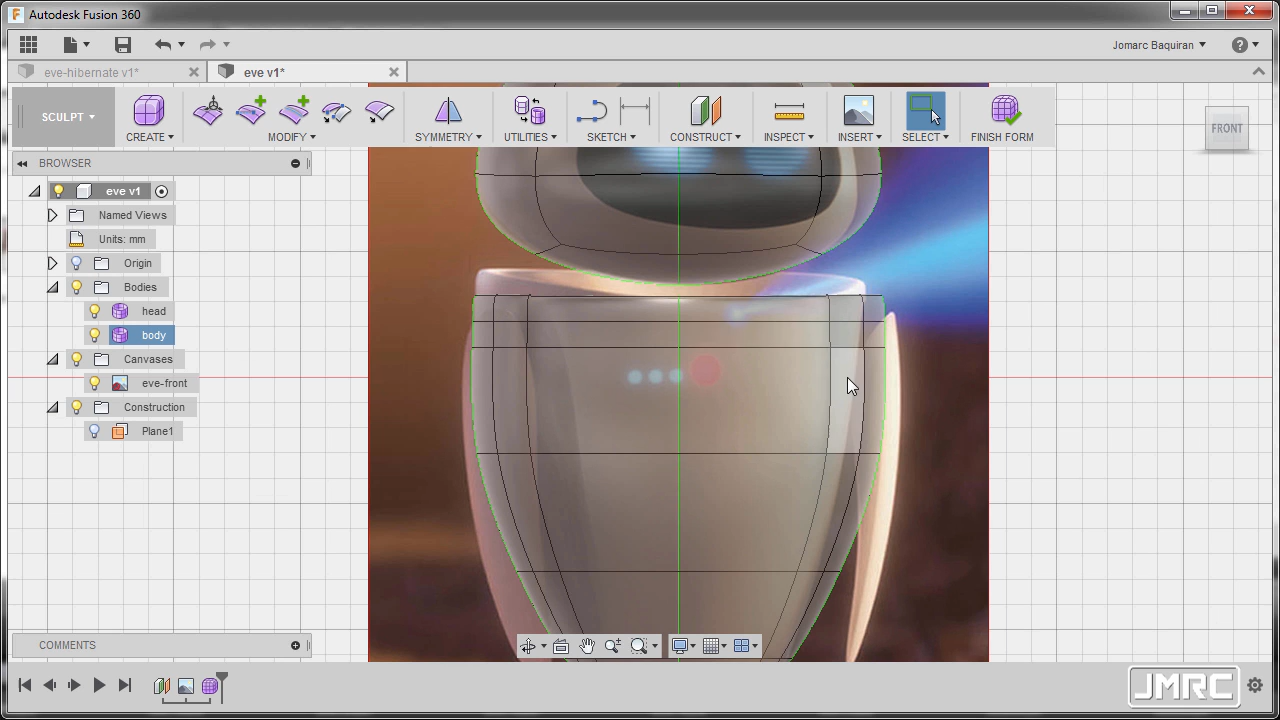 Autodesk Fusion 360
Jomarc Baquiran
eve-hibernate v1*
eve v1*
SCULPT
CREATE
MODIFY
SYMMETRY
UTILITIES
SKETCH
CONSTRUCT
INSPECT
INSERT
SELECT
FINISH FORM
FRONT
BROWSER
eve v1
Named Views
Units: mm
Origin
Bodies
head
body
Canvases
eve-front
Construction
Plane1
COMMENTS
JMRC